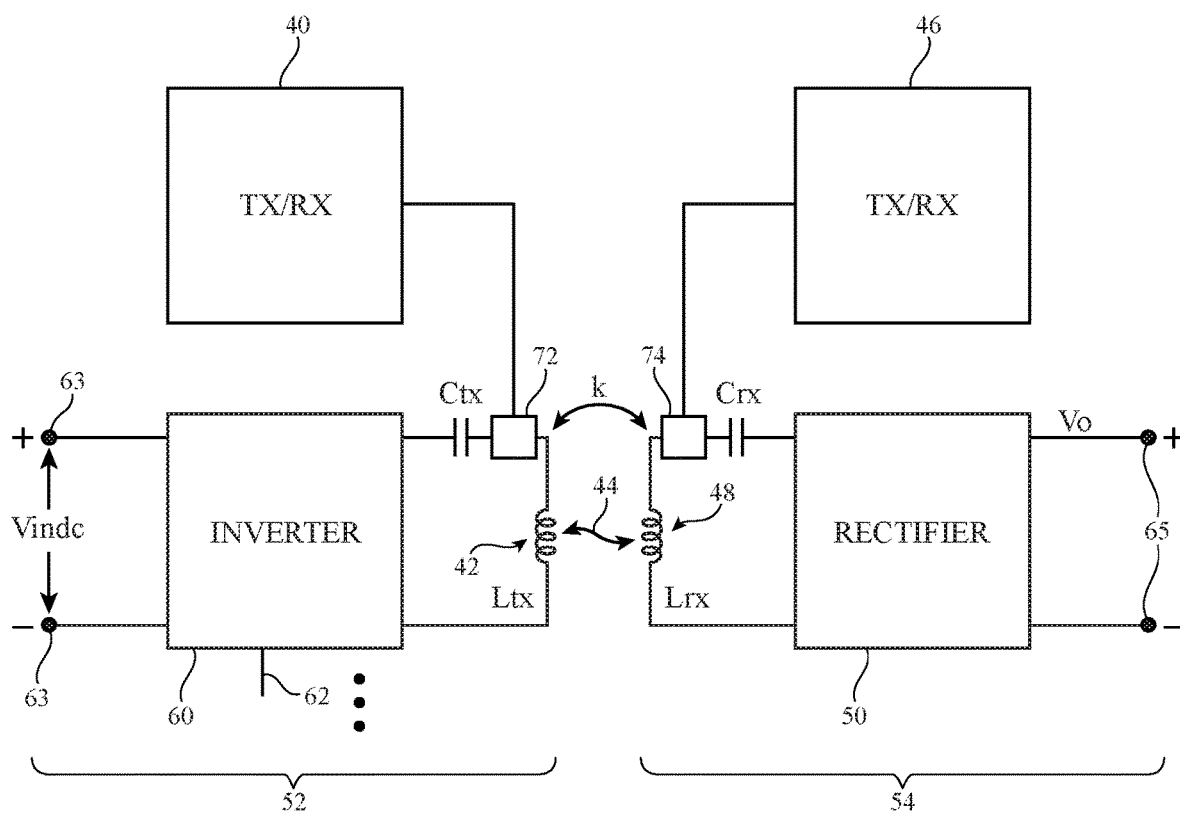 40
46
TX/RX
TX/RX
72
74
63
Ctx
k
Crx
Vo
+
+
44
48
Vindc
INVERTER
RECTIFIER
65
42
Ltx
Lrx
−
−
63
60
62
50
52
54